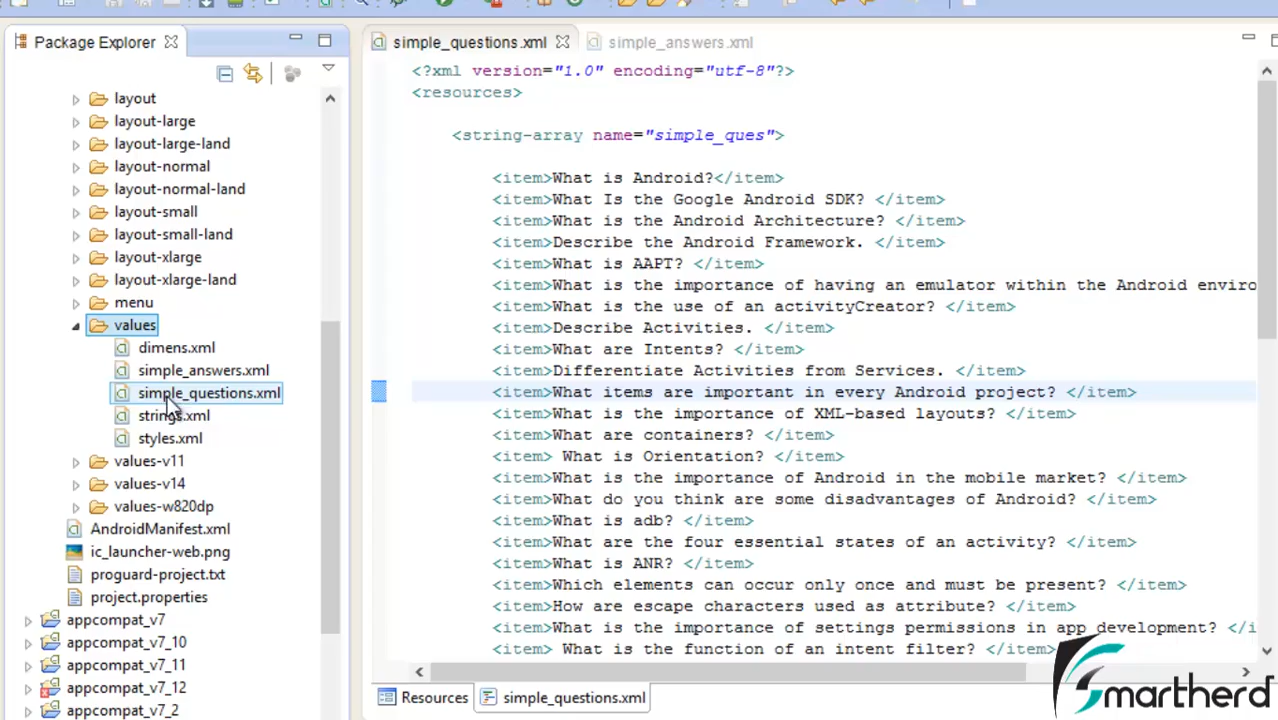 Package Explorer
layout
layout-large
layout-large-land
layout-normal
layout-normal-land
layout-small
layout-small-land
layout-xlarge
layout-xlarge-land
menu
values
dimens.xml
simple_answers.xml
simple_questions.xml
strings.xml
styles.xml
values-v11
values-v14
values-w820dp
AndroidManifest.xml
ic_launcher-web.png
proguard-project.txt
project.properties
appcompat_v7
appcompat_v7_10
appcompat_v7_11
appcompat_v7_12
appcompat_v7_2
simple_questions.xml
simple_answers.xml
<?xml version="1.0" encoding="utf-8"?>
<resources>
<string-array name="simple_ques">
<item>What is Android?</item>
<item>What Is the Google Android SDK? </item>
<item>What is the Android Architecture? </item>
<item>Describe the Android Framework. </item>
<item>What is AAPT? </item>
<item>What is the importance of having an emulator within the Android enviro
<item>What is the use of an activityCreator? </item>
<item>Describe Activities. </item>
<item>What are Intents? </item>
<item>Differentiate Activities from Services. </item>
<item>What items are important in every Android project? </item>
<item>What is the importance of XML-based layouts? </item>
<item>What are containers? </item>
<item> What is Orientation? </item>
<item>What is the importance of Android in the mobile market? </item>
<item>What do you think are some disadvantages of Android? </item>
<item>What is adb? </item>
<item>What are the four essential states of an activity? </item>
<item>What is ANR? </item>
<item>Which elements can occur only once and must be present? </item>
<item>How are escape characters used as attribute? </item>
<item>What is the importance of settings permissions in app development? </i
<item> What is the function of an intent filter? </item>
Resources
simple_questions.xml
Smartherd